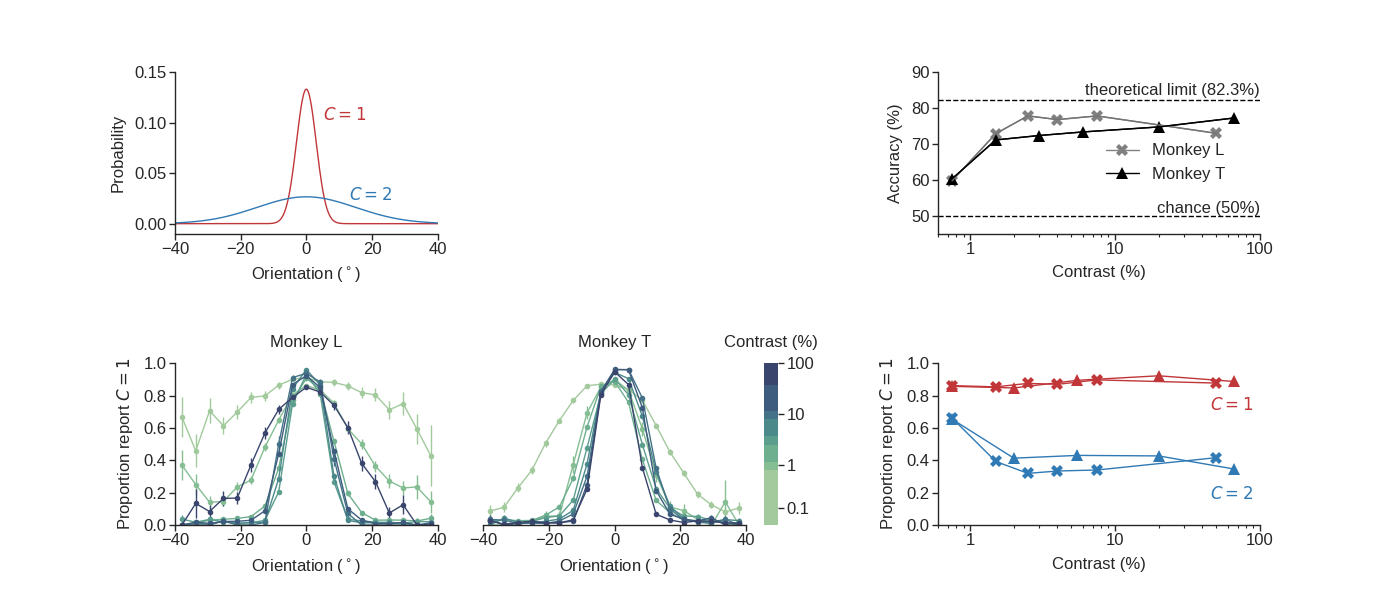 0.15
0.10
0.05
0.00
Probability
C = 1
C = 2
−40
−20
0
20
40
Orientation (°)
90
80
70
60
50
Accuracy (%)
theoretical limit (82.3%)
Monkey L
Monkey T
chance (50%)
1
10
100
Contrast (%)
Monkey L
1.0
0.8
0.6
0.4
0.2
0.0
Proportion report C = 1
−40
−20
0
20
40
Orientation (°)
Monkey T
−40
−20
0
20
40
Orientation (°)
Contrast (%)
100
10
1
0.1
1.0
0.8
0.6
0.4
0.2
0.0
Proportion report C = 1
C = 1
C = 2
1
10
100
Contrast (%)